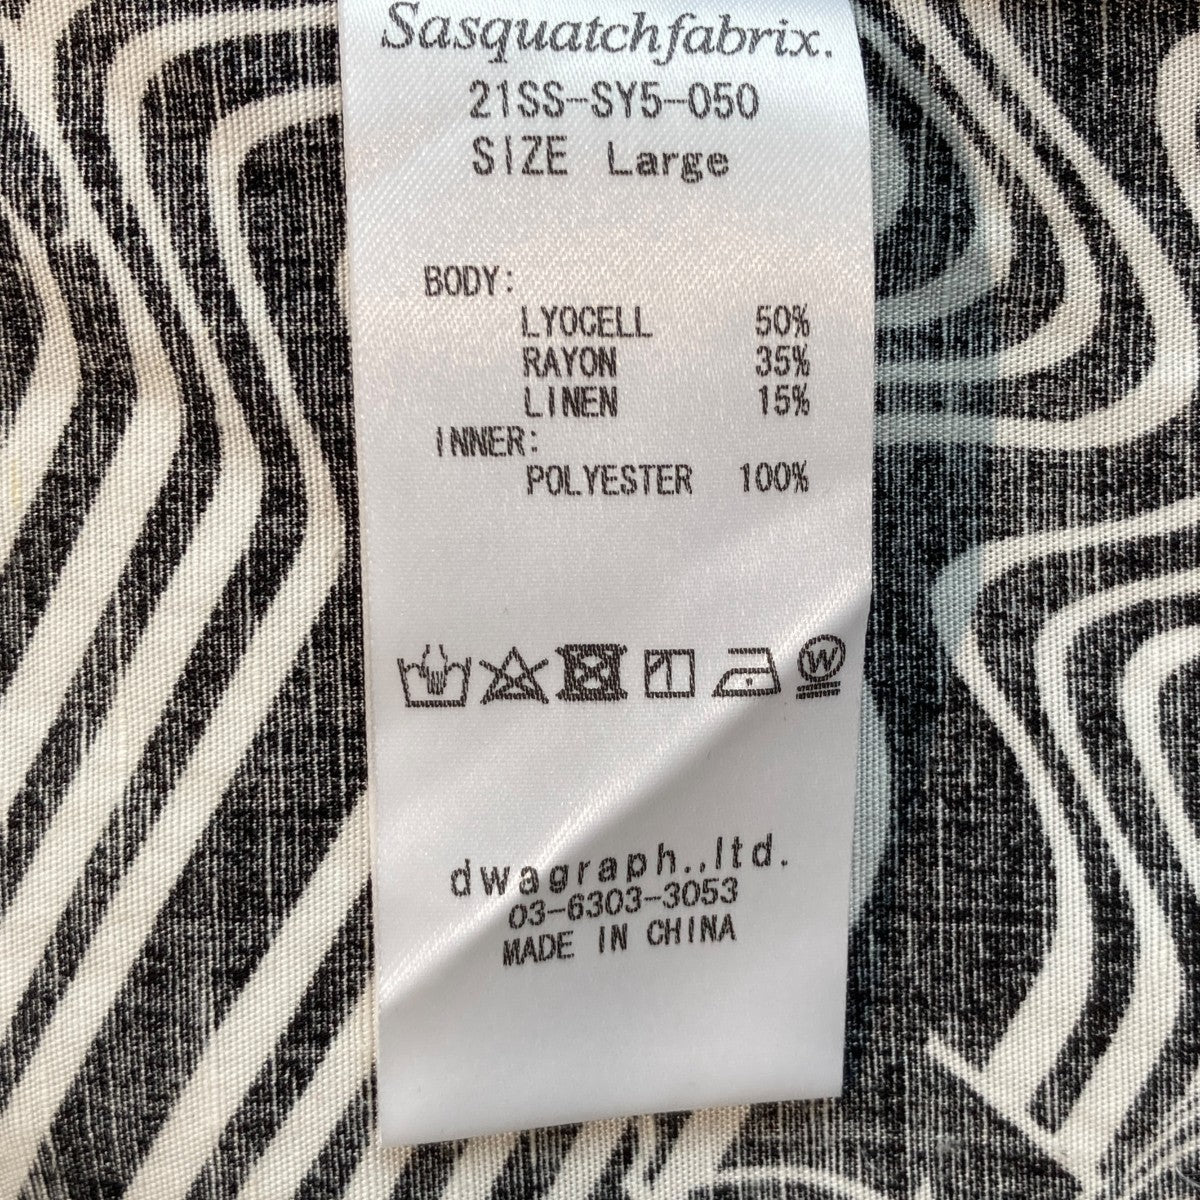 Sasquatchfabrix.
21SS-SY5-050
SIZE Large
BODY:
LYOCELL 50%
RAYON 35%
LINEN 15%
INNER:
POLYESTER 100%
W
dwagraph.,ltd.
03-6303-3053
MADE IN CHINA